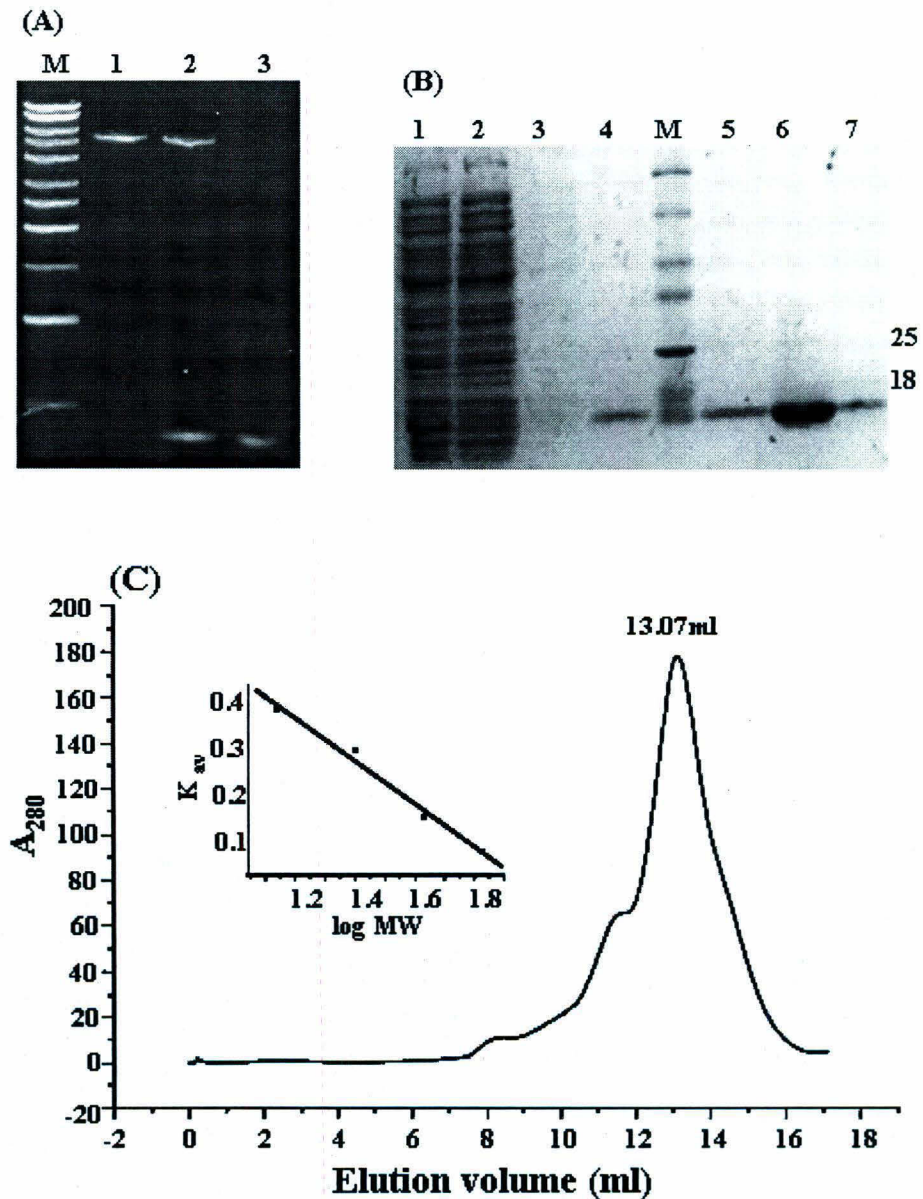 (A)
M 1 2 3
(B)
1 2 3 4 M 5 6 7
25
18
(C)
13.07ml
200
180
160
140
120
100
80
60
40
20
0
-20
A280
0.4
0.3
0.2
0.1
K av
1.2 1.4 1.6 1.8
log MW
-2 0 2 4 6 8 10 12 14 16 18
Elution volume (ml)